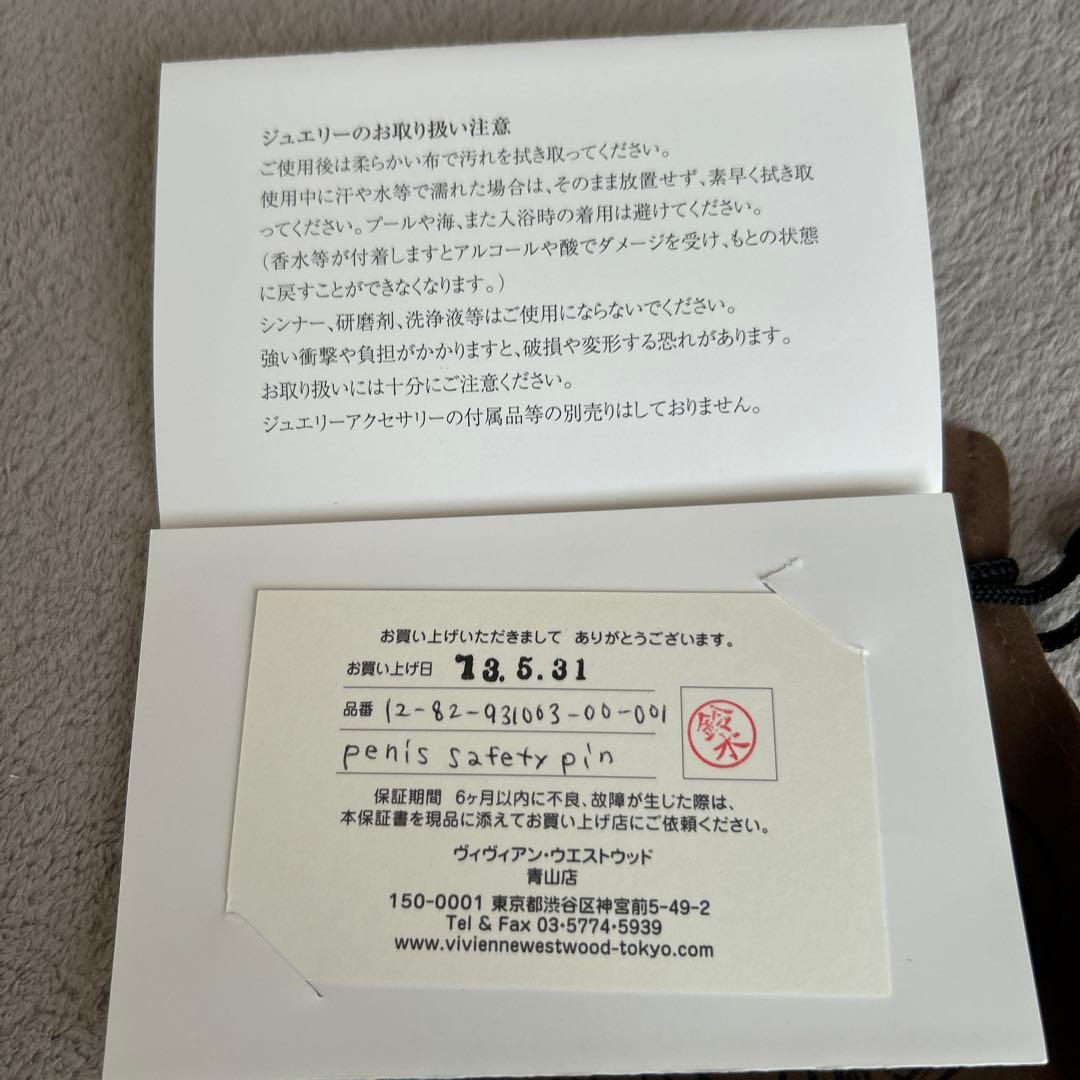 ジュエリーのお取り扱い注意
ご使用後は柔らかい布で汚れを拭き取ってください。
使用中に汗や水等で濡れた場合は、そのまま放置せず、素早く拭き取
ってください。プールや海、また入浴時の着用は避けてください。
（香水等が付着しますとアルコールや酸でダメージを受け、もとの状態
に戻すことができなくなります。）
シンナー、研磨剤、洗浄液等はご使用にならないでください。
強い衝撃や負担がかかりますと、破損や変形する恐れがあります。
お取り扱いには十分にご注意ください。
ジュエリーアクセサリーの付属品等の別売りはしておりません。
お買い上げいただきまして ありがとうございます。
お買い上げ日 '13.5.31
品番 12-82-931003-00-001
penis safety pin
保証期間 6ヶ月以内に不良、故障が生じた際は、
本保証書を現品に添えてお買い上げ店にご依頼ください。
ヴィヴィアン・ウエストウッド
青山店
150-0001 東京都渋谷区神宮前5-49-2
Tel & Fax 03・5774・5939
www.viviennewestwood-tokyo.com